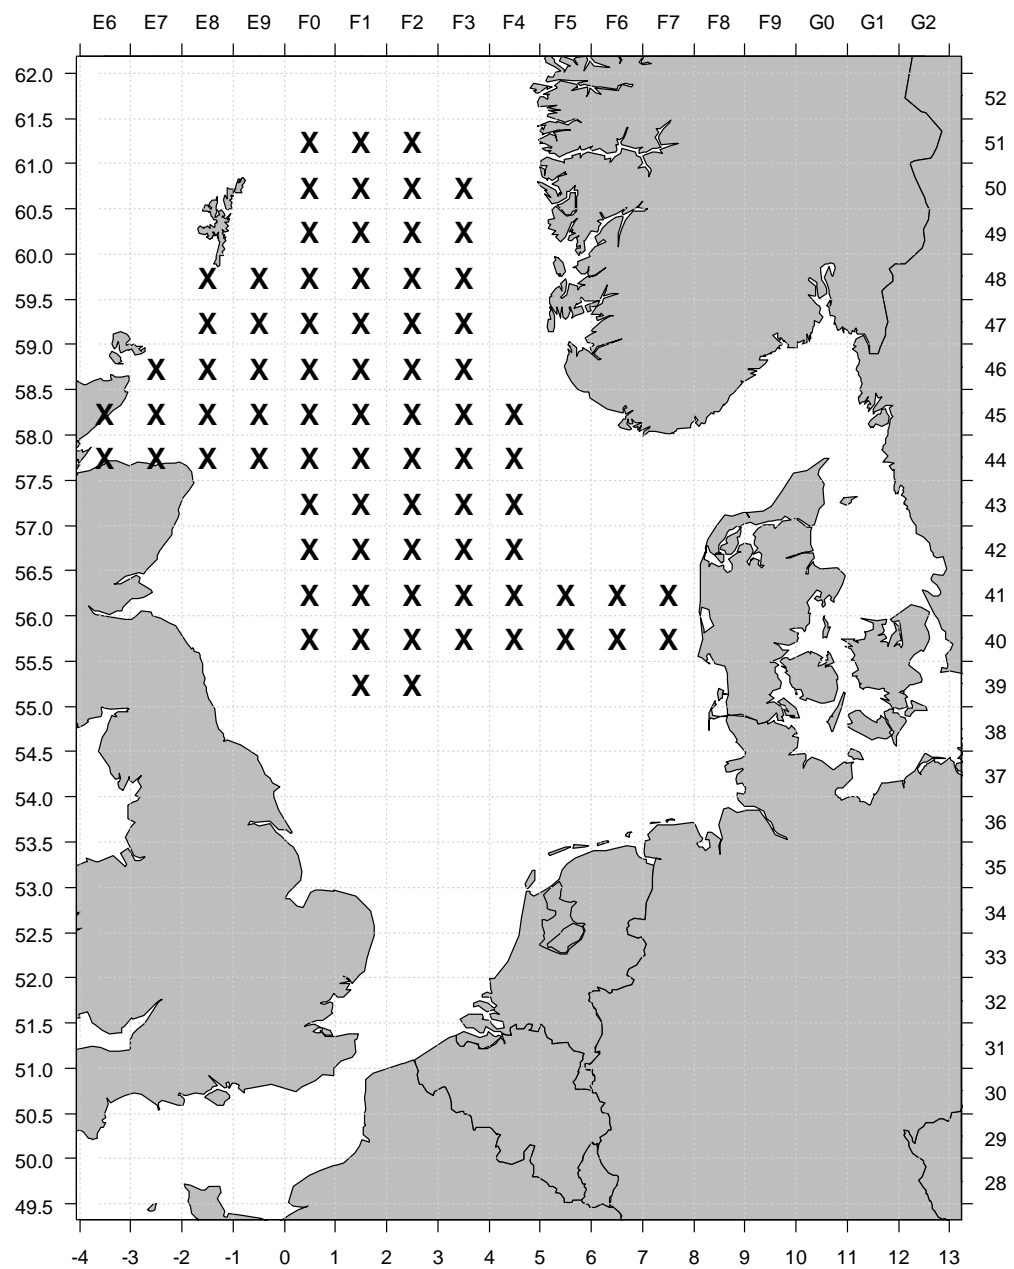 E6 E7 E8 E9 F0 F1 F2 F3 F4 F5 F6 F7 F8 F9 G0 G1 G2
62.0
52
61.5
X X X 51
61.0
X X X X 50
60.5
X X X X 49
60.0
X X X X X X 48
59.5
X X X X X X 47
59.0
X X X X X X X 46
58.5
X X X X X X X X X 45
58.0
X X X X X X X X X 44
57.5
X X X X X 43
57.0
X X X X X 42
56.5
X X X X X X X X 41
56.0
X X X X X X X X 40
55.5
X X 39
55.0
38
54.5
37
54.0
36
53.5
35
53.0
34
52.5
33
52.0
32
51.5
31
51.0
30
50.5
29
50.0
28
49.5
-4 -3 -2 -1 0 1 2 3 4 5 6 7 8 9 10 11 12 13